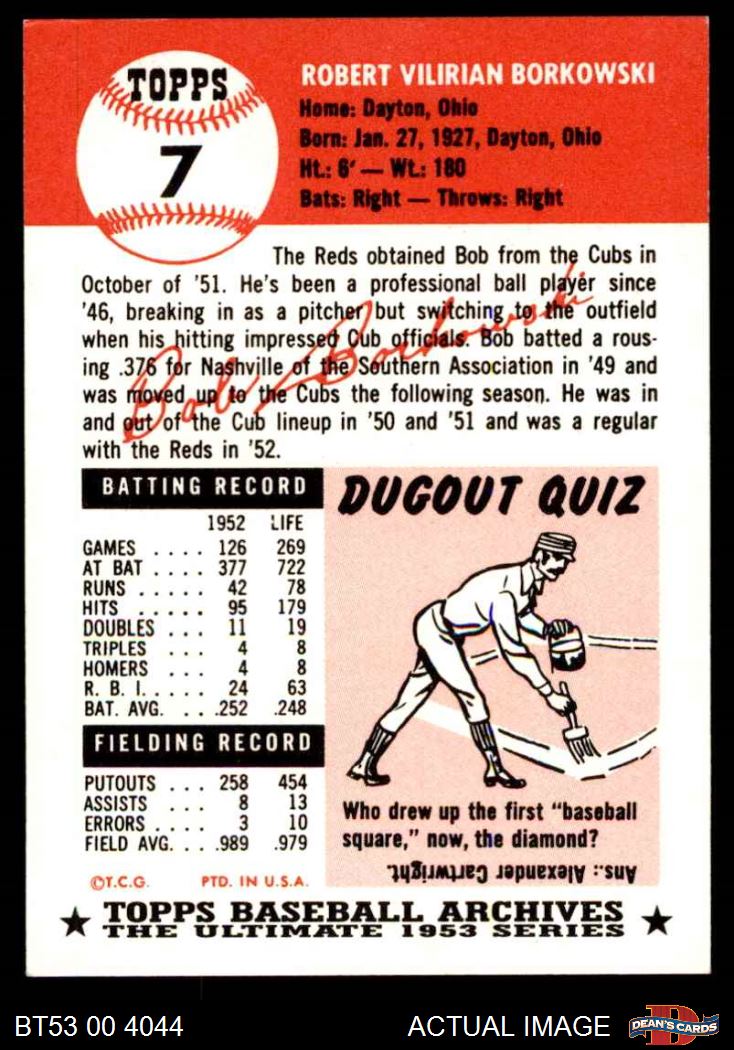 TOPPS
7
ROBERT VILIRIAN BORKOWSKI
Home: Dayton, Ohio
Born: Jan. 27, 1927, Dayton, Ohio
Ht.: 6' — Wt.: 180
Bats: Right — Throws: Right
The Reds obtained Bob from the Cubs in
October of '51. He's been a professional ball player since
'46, breaking in as a pitcher but switching to the outfield
when his hitting impressed Cub officials. Bob batted a rous-
ing .376 for Nashville of the Southern Association in '49 and
was moved up to the Cubs the following season. He was in
and out of the Cub lineup in '50 and '51 and was a regular
with the Reds in '52.
Bob Borkowski
BATTING RECORD
1952 LIFE
GAMES .... 126 269
AT BAT .... 377 722
RUNS ..... 42 78
HITS ..... 95 179
DOUBLES ... 11 19
TRIPLES ... 4 8
HOMERS ... 4 8
R. B. I. .... 24 63
BAT. AVG. ... .252 .248
FIELDING RECORD
PUTOUTS ... 258 454
ASSISTS ... 8 13
ERRORS .... 3 10
FIELD AVG. ... .989 .979
©T.C.G. PTD. IN U.S.A.
DUGOUT QUIZ
Who drew up the first "baseball
square," now, the diamond?
Ans.: Alexander Cartwright
★ TOPPS BASEBALL ARCHIVES ★
THE ULTIMATE 1953 SERIES
BT53 00 4044
ACTUAL IMAGE
DEAN'S CARDS